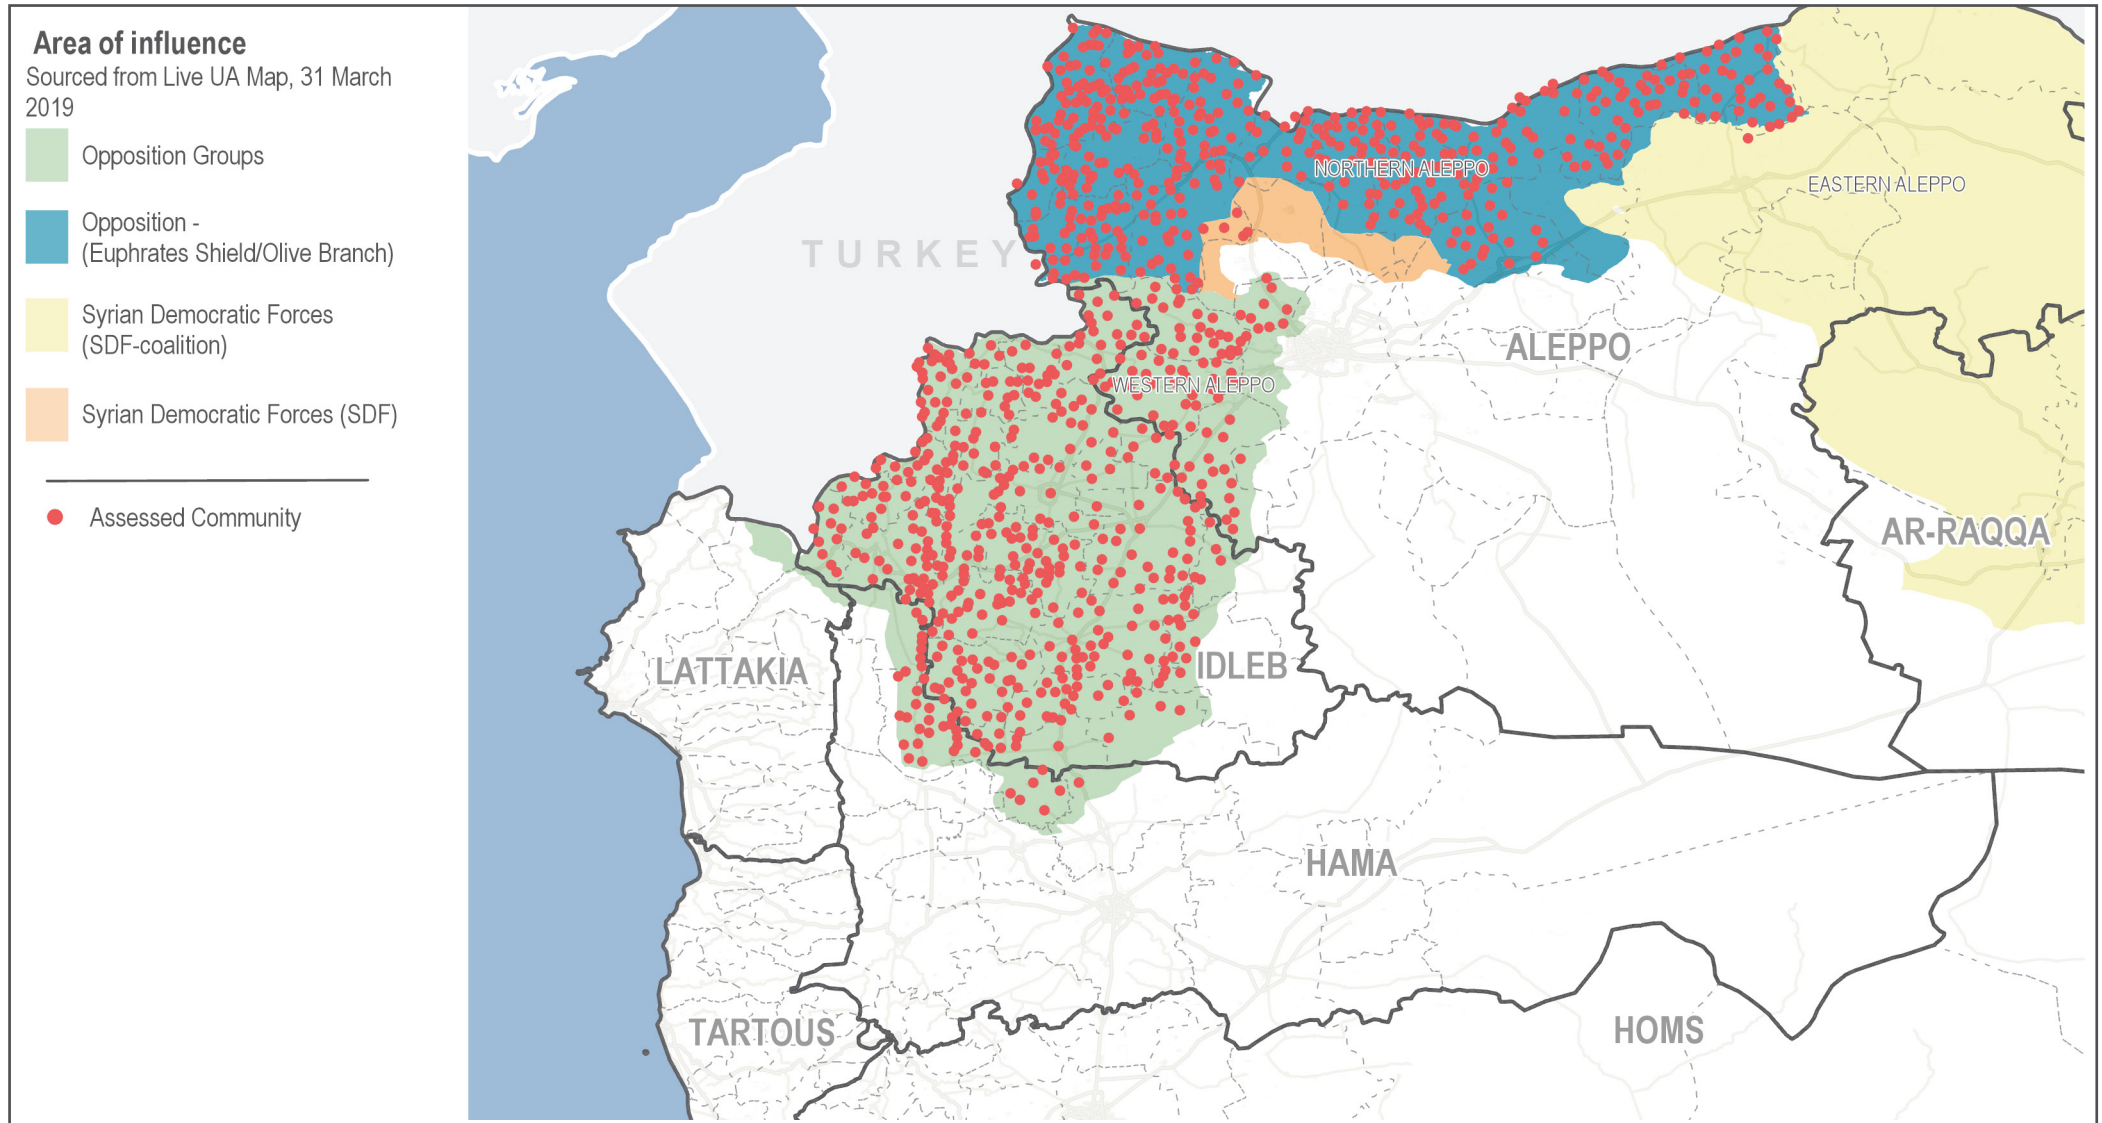 Area of influence
Sourced from Live UA Map, 31 March
2019
Opposition Groups
Opposition -
(Euphrates Shield/Olive Branch)
Syrian Democratic Forces
(SDF-coalition)
Syrian Democratic Forces (SDF)
Assessed Community
TURKEY
NORTHERN ALEPPO
EASTERN ALEPPO
ALEPPO
WESTERN ALEPPO
AR-RAQQA
LATTAKIA
IDLEB
HAMA
TARTOUS
HOMS